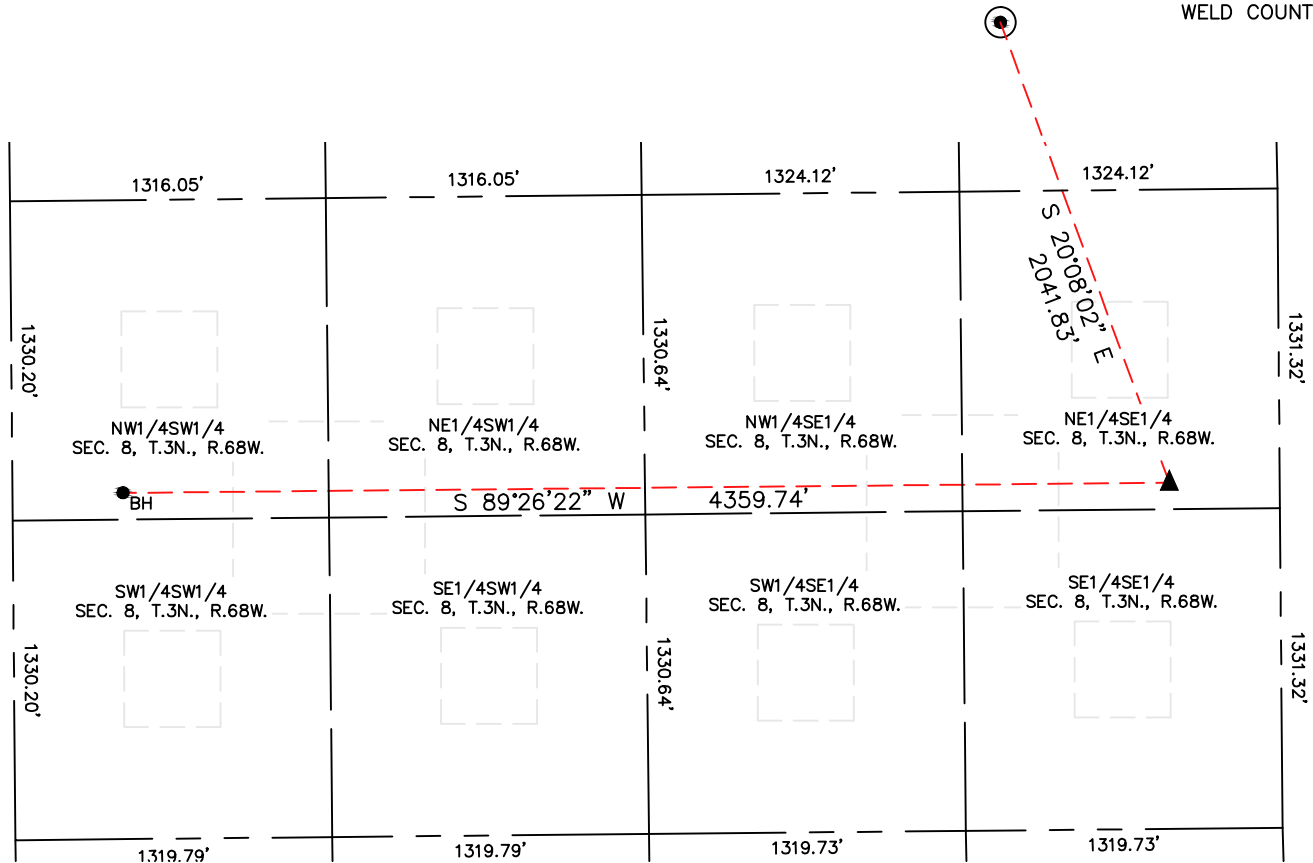 WELD COUNT
1316.05'
1316.05'
1324.12'
1324.12'
S 20°08'02" E
2041.83'
1330.20'
1330.64'
1331.32'
NW1/4SW1/4
SEC. 8, T.3N., R.68W.
NE1/4SW1/4
SEC. 8, T.3N., R.68W.
NW1/4SE1/4
SEC. 8, T.3N., R.68W.
NE1/4SE1/4
SEC. 8, T.3N., R.68W.
BH
S 89°26'22" W 4359.74'
SW1/4SW1/4
SEC. 8, T.3N., R.68W.
SE1/4SW1/4
SEC. 8, T.3N., R.68W.
SW1/4SE1/4
SEC. 8, T.3N., R.68W.
SE1/4SE1/4
SEC. 8, T.3N., R.68W.
1330.20'
1330.64'
1331.32'
1319.79'
1319.79'
1319.73'
1319.73'